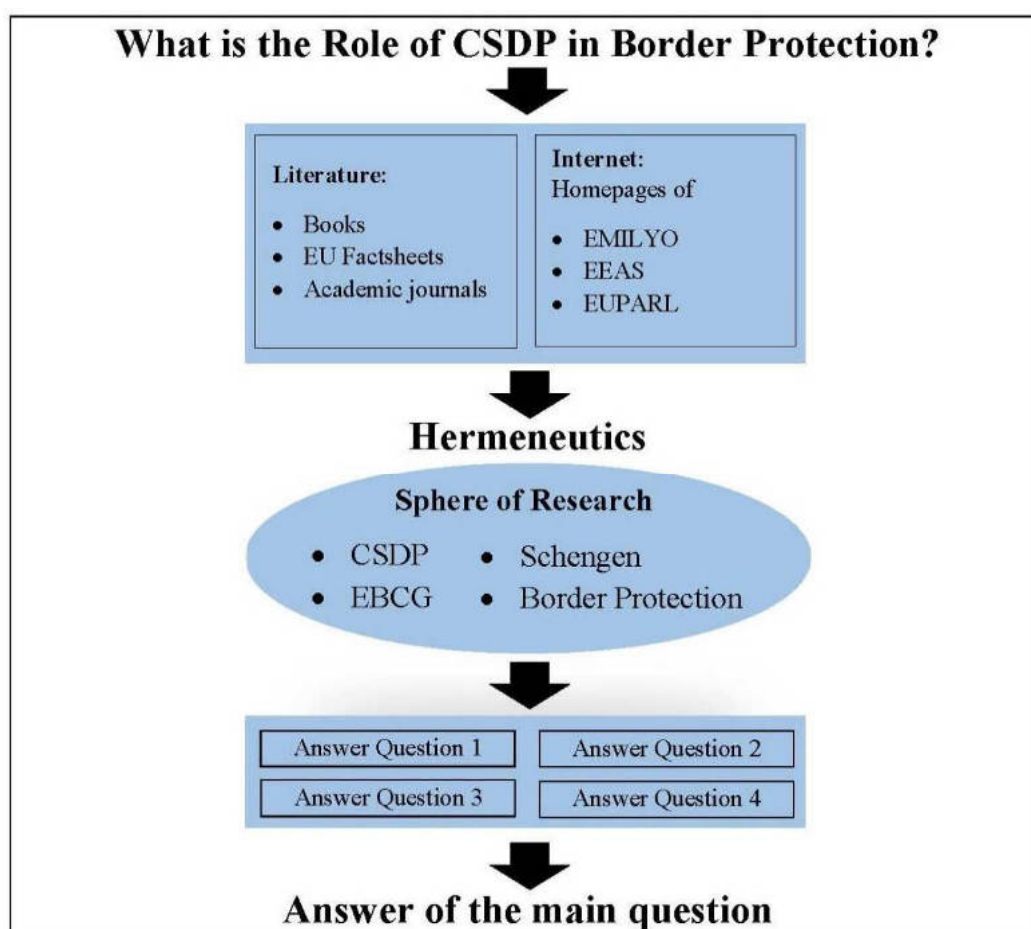 What is the Role of CSDP in Border Protection?
Literature:
• Books
• EU Factsheets
• Academic journals
Internet:
Homepages of
• EMILYO
• EEAS
• EUPARL
Hermeneutics
Sphere of Research
• CSDP • Schengen
• EBCG • Border Protection
Answer Question 1
Answer Question 2
Answer Question 3
Answer Question 4
Answer of the main question